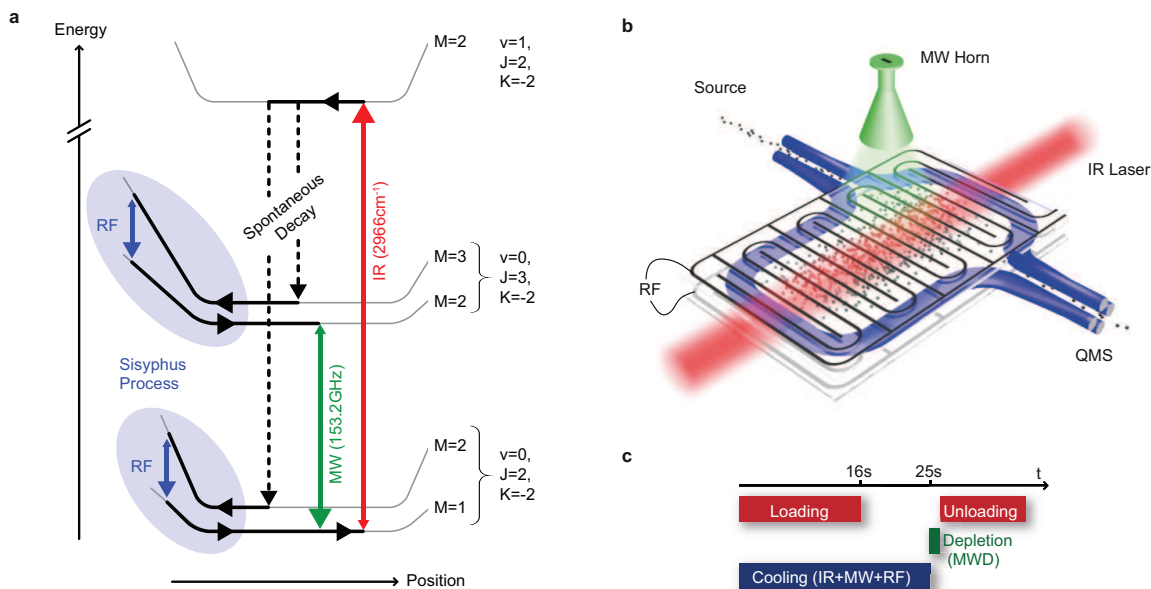 a
Energy
M=2
v=1,
J=2,
K=-2
RF
Spontaneous
Decay
IR (2966cm⁻¹)
M=3
M=2
v=0,
J=3,
K=-2
Sisyphus
Process
MW (153.2GHz)
RF
M=2
M=1
v=0,
J=2,
K=-2
Position
b
MW Horn
Source
IR Laser
RF
QMS
c
16s
25s
t
Loading
Unloading
Depletion
(MWD)
Cooling (IR+MW+RF)